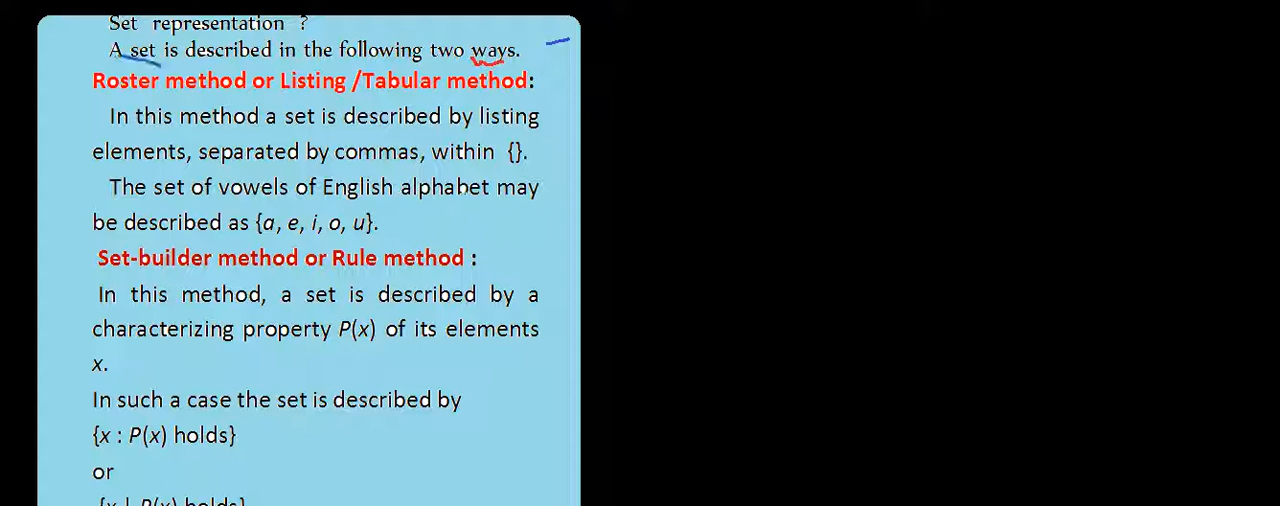 Set representation ?
A set is described in the following two ways.
Roster method or Listing /Tabular method:
In this method a set is described by listing
elements, separated by commas, within {}.
The set of vowels of English alphabet may
be described as {a, e, i, o, u}.
Set-builder method or Rule method :
In this method, a set is described by a
characterizing property P(x) of its elements
x.
In such a case the set is described by
{x : P(x) holds}
or
{x | P(x) holds}